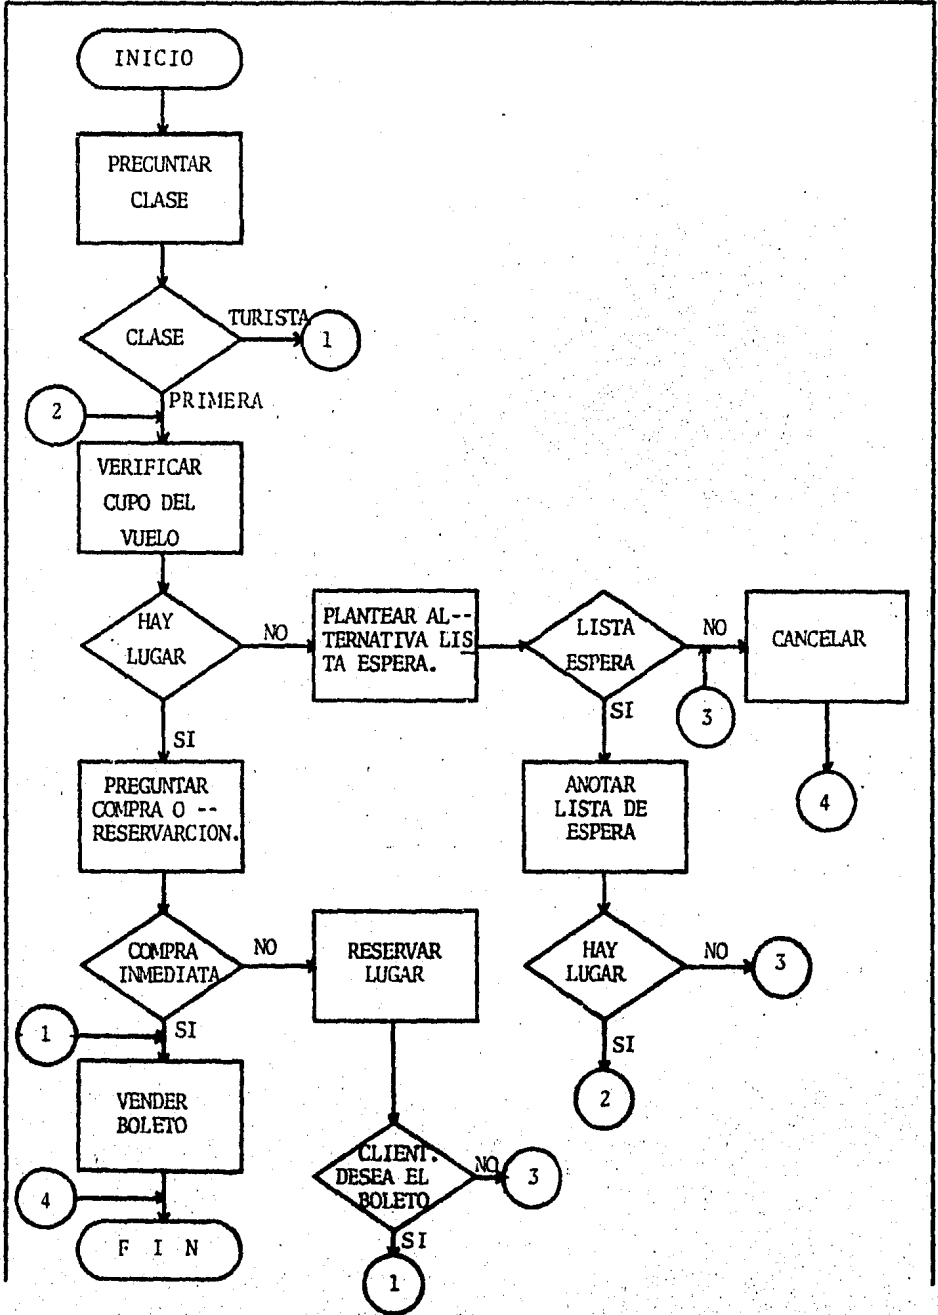 INICIO
PREGUNTAR
CLASE
CLASE
TURISTA
1
PRIMERA
2
VERIFICAR
CUPO DEL
VUELO
HAY
LUGAR
NO
PLANTEAR AL--
TERNATIVA LIS
TA ESPERA.
LISTA
ESPERA
NO
3
CANCELAR
4
SI
ANOTAR
LISTA DE
ESPERA
HAY
LUGAR
NO
3
SI
2
SI
PREGUNTAR
COMPRA O --
RESERVARCION.
COMPRA
INMEDIATA
NO
RESERVAR
LUGAR
CLIENT.
DESEA EL
BOLETO
NO
3
SI
1
SI
1
VENDER
BOLETO
4
F I N